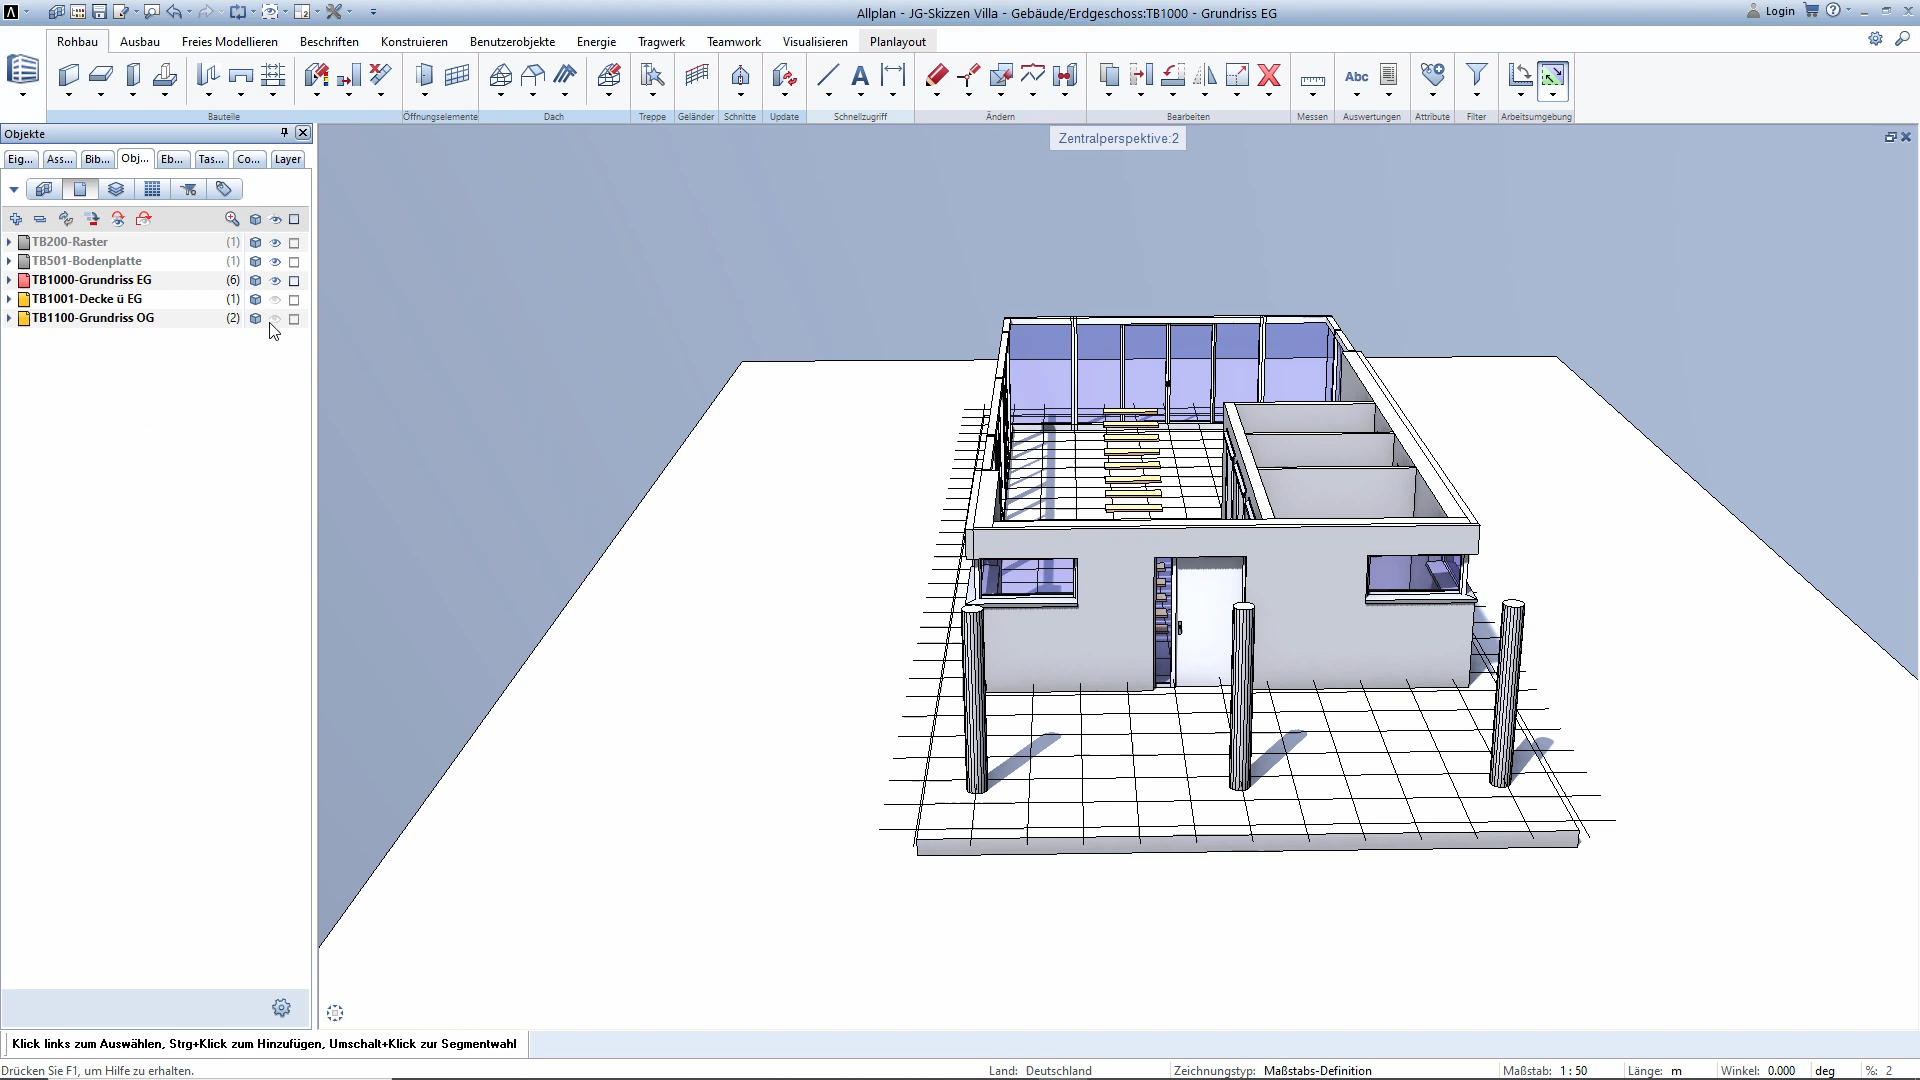 Allplan - JG-Skizzen Villa - Gebäude/Erdgeschoss:TB1000 - Grundriss EG
Login
Rohbau Ausbau Freies Modellieren Beschriften Konstruieren Benutzerobjekte Energie Tragwerk Teamwork Visualisieren Planlayout
Abc
Bauteile Öffnungselemente Dach Treppe Geländer Schnitte Update Schnellzugriff Ändern Bearbeiten Messen Auswertungen Attribute Filter Arbeitsumgebung
Objekte
Zentralperspektive:2
Eig... Ass... Bib... Obj... Eb... Tas... Co... Layer
TB200-Raster (1)
TB501-Bodenplatte (1)
TB1000-Grundriss EG (6)
TB1001-Decke ü EG (1)
TB1100-Grundriss OG (2)
Klick links zum Auswählen, Strg+Klick zum Hinzufügen, Umschalt+Klick zur Segmentwahl
Drücken Sie F1, um Hilfe zu erhalten. Land: Deutschland Zeichnungstyp: Maßstabs-Definition Maßstab: 1 : 50 Länge: m Winkel: 0.000 deg %: 2